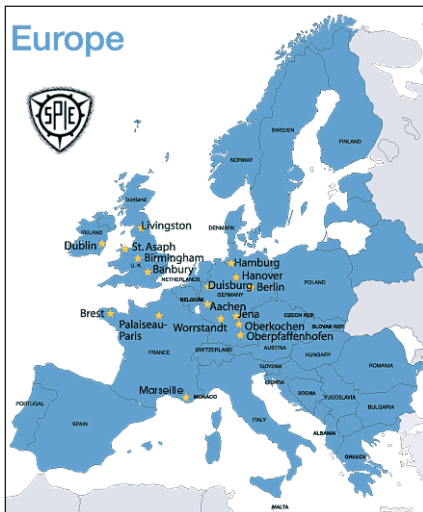 Europe
SPIE
SWEDEN
FINLAND
NORWAY
Scotland
Livingston
IRELAND
DENMARK
Dublin
St. Asaph
Hamburg
U.K.
Birmingham
Hanover
Banbury
NETHERLANDS
Duisburg
Berlin
POLAND
GERMANY
BELGIUM
Aachen
Brest
Jena
CZECH REP.
Palaiseau-
Paris
Worrstandt
Oberkochen
SLOVAK REP.
Oberpfaffenhofen
FRANCE
SWITZERLAND
AUSTRIA
HUNGARY
SLOVENIA
ROMANIA
CROATIA
Marseille
MONACO
BOSNIA
YUGOSLAVIA
PORTUGAL
BULGARIA
SPAIN
ITALY
ALBANIA
GREECE
MALTA